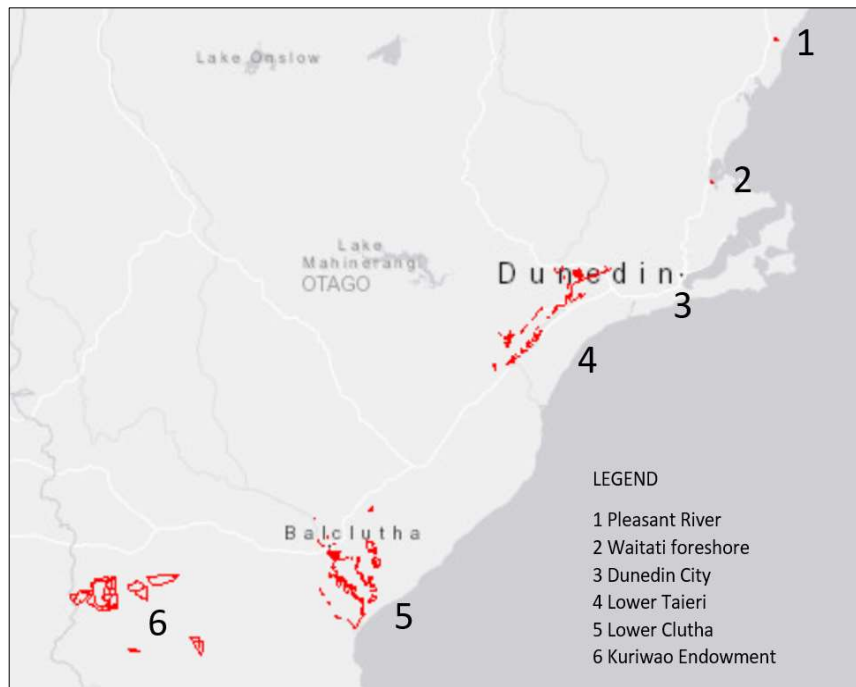 1
Lake Onslow
2
Lake
Mahinerangi
OTAGO
Dunedin
3
4
LEGEND
1 Pleasant River
2 Waitati foreshore
3 Dunedin City
4 Lower Taieri
5 Lower Clutha
6 Kuriwao Endowment
Balclutha
5
6